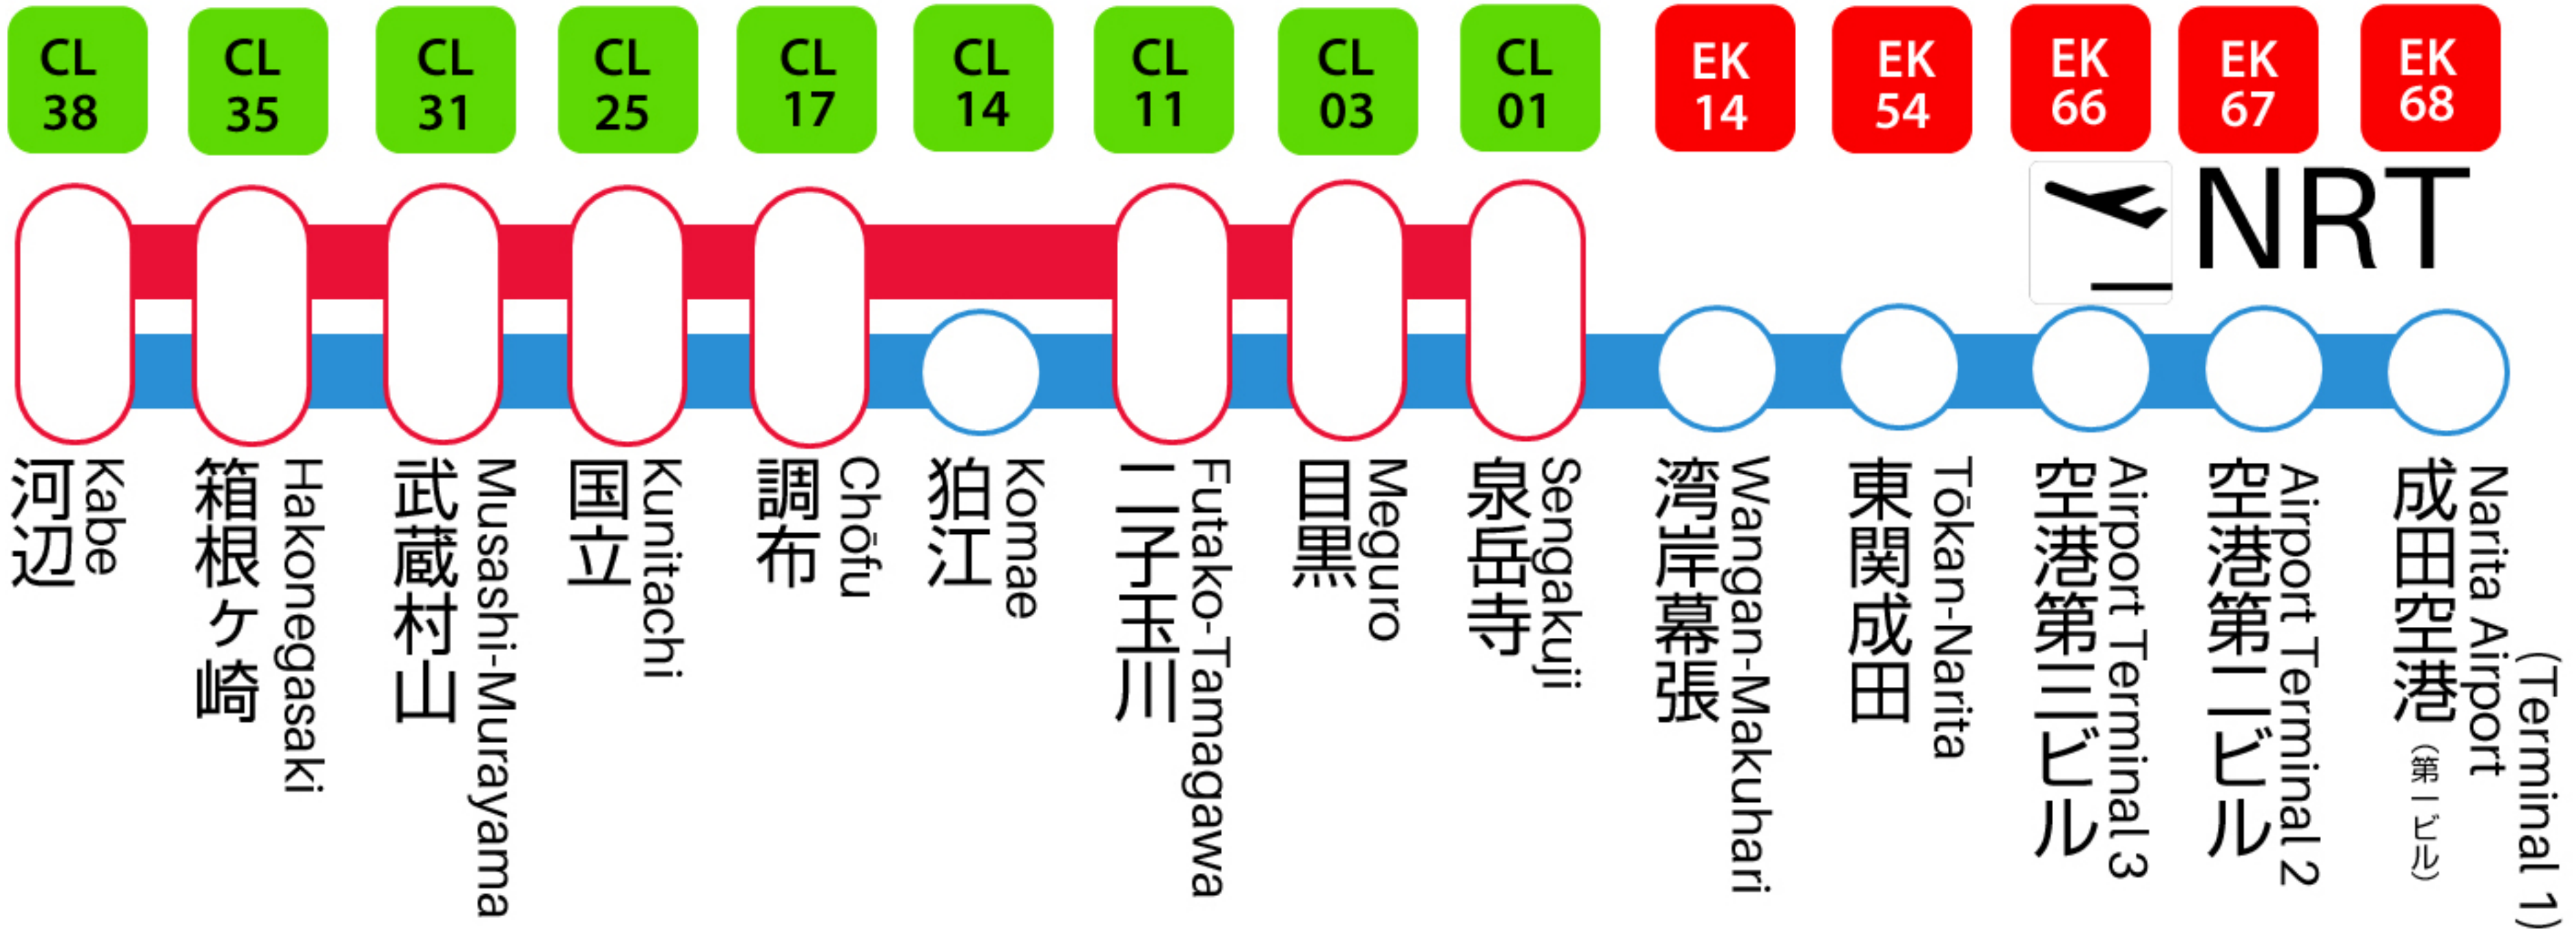 CL
38
CL
35
CL
31
CL
25
CL
17
CL
14
CL
11
CL
03
CL
01
EK
14
EK
54
EK
66
EK
67
EK
68
NRT
河辺
Kabe
箱根ヶ崎
Hakonegasaki
武蔵村山
Musashi-Murayama
国立
Kunitachi
調布
Chōfu
狛江
Komae
二子玉川
Futako-Tamagawa
目黒
Meguro
泉岳寺
Sengakuji
湾岸幕張
Wangan-Makuhari
東関成田
Tōkan-Narita
空港第三ビル
Airport Terminal 3
空港第二ビル
Airport Terminal 2
成田空港（第一ビル）
Narita Airport
(Terminal 1)